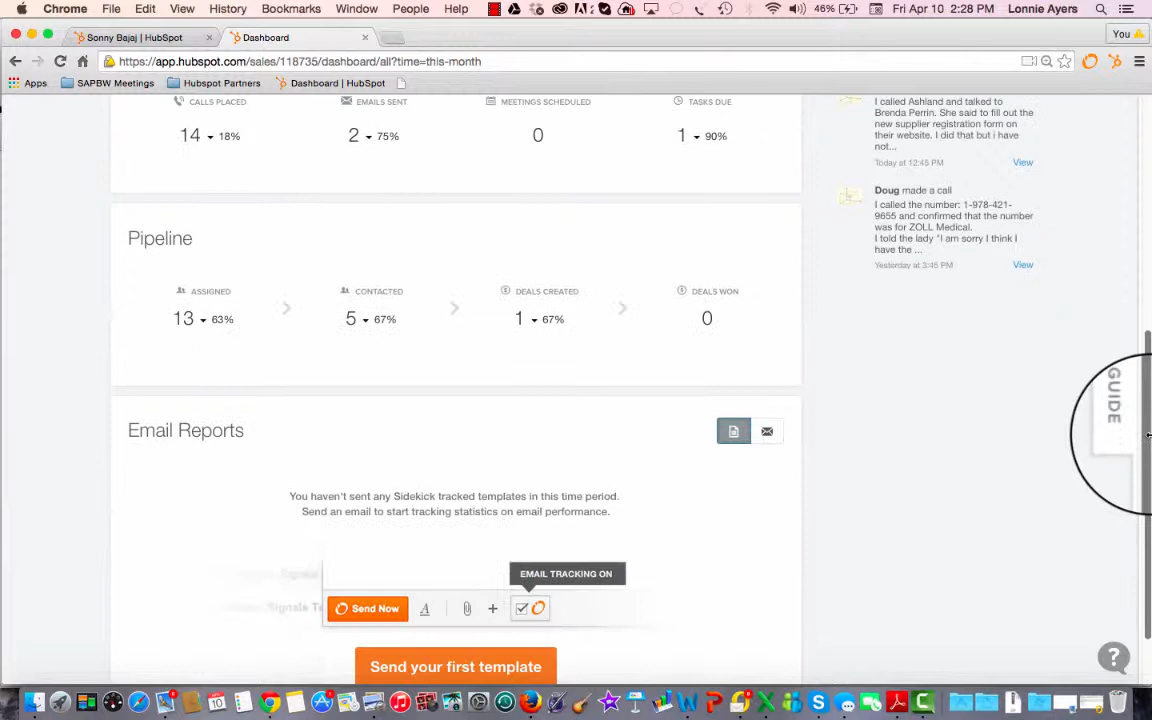 Chrome File Edit View History Bookmarks Window People Help 46% Fri Apr 10 2:28 PM Lonnie Ayers
Sonny Bajaj | HubSpot × Dashboard × You
https://app.hubspot.com/sales/118735/dashboard/all?time=this-month
Apps SAPBW Meetings Hubspot Partners Dashboard | HubSpot
CALLS PLACED EMAILS SENT MEETINGS SCHEDULED TASKS DUE
14 18% 2 75% 0 1 90%
I called Ashland and talked to
Brenda Perrin. She said to fill out the
new supplier registration form on
their website. I did that but i have
not...
Today at 12:45 PM View
Doug made a call
I called the number: 1-978-421-
9655 and confirmed that the number
was for ZOLL Medical.
I told the lady "I am sorry I think I
have the ...
Yesterday at 3:45 PM View
Pipeline
ASSIGNED CONTACTED DEALS CREATED DEALS WON
13 63% 5 67% 1 67% 0
GUIDE
Email Reports
You haven't sent any Sidekick tracked templates in this time period.
Send an email to start tracking statistics on email performance.
EMAIL TRACKING ON
Send Now A
Send your first template
?